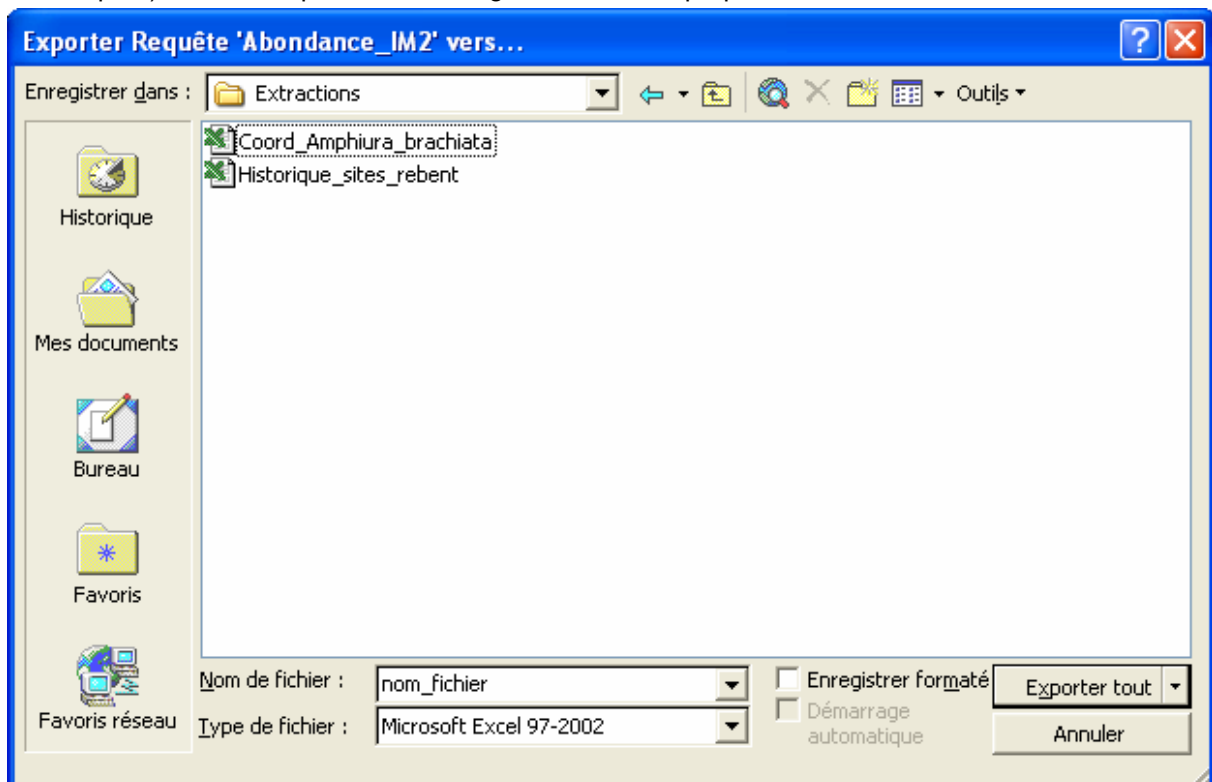 Exporter Requête 'Abondance_IM2' vers...
Enregistrer dans :
Extractions
Outils
Coord_Amphiura_brachiata
Historique_sites_rebent
Historique
Mes documents
Bureau
Favoris
Favoris réseau
Nom de fichier :
nom_fichier
Enregistrer formaté
Exporter tout
Type de fichier :
Microsoft Excel 97-2002
Démarrage
automatique
Annuler